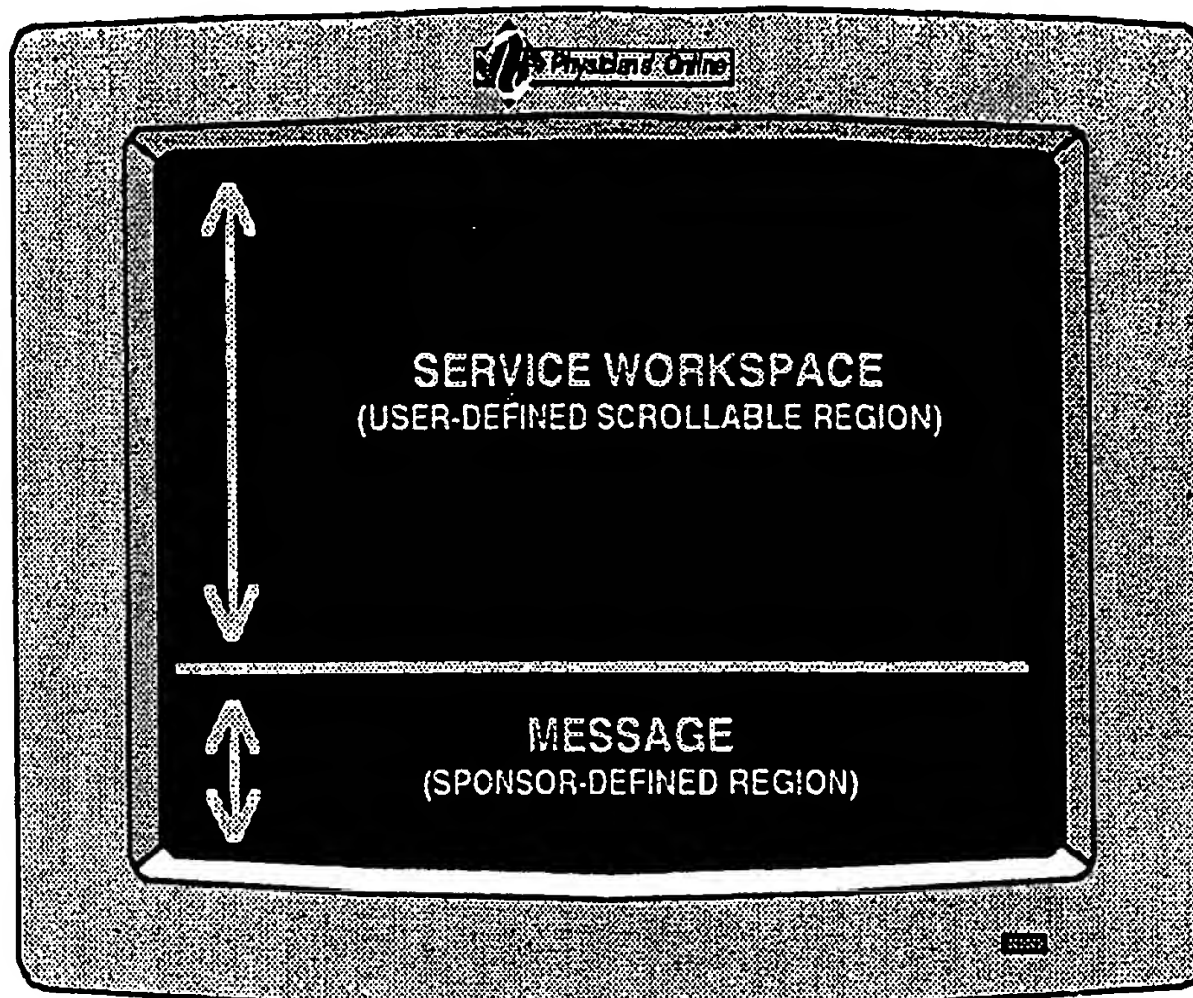 Physicians' Online
SERVICE WORKSPACE
(USER-DEFINED SCROLLABLE REGION)
MESSAGE
(SPONSOR-DEFINED REGION)